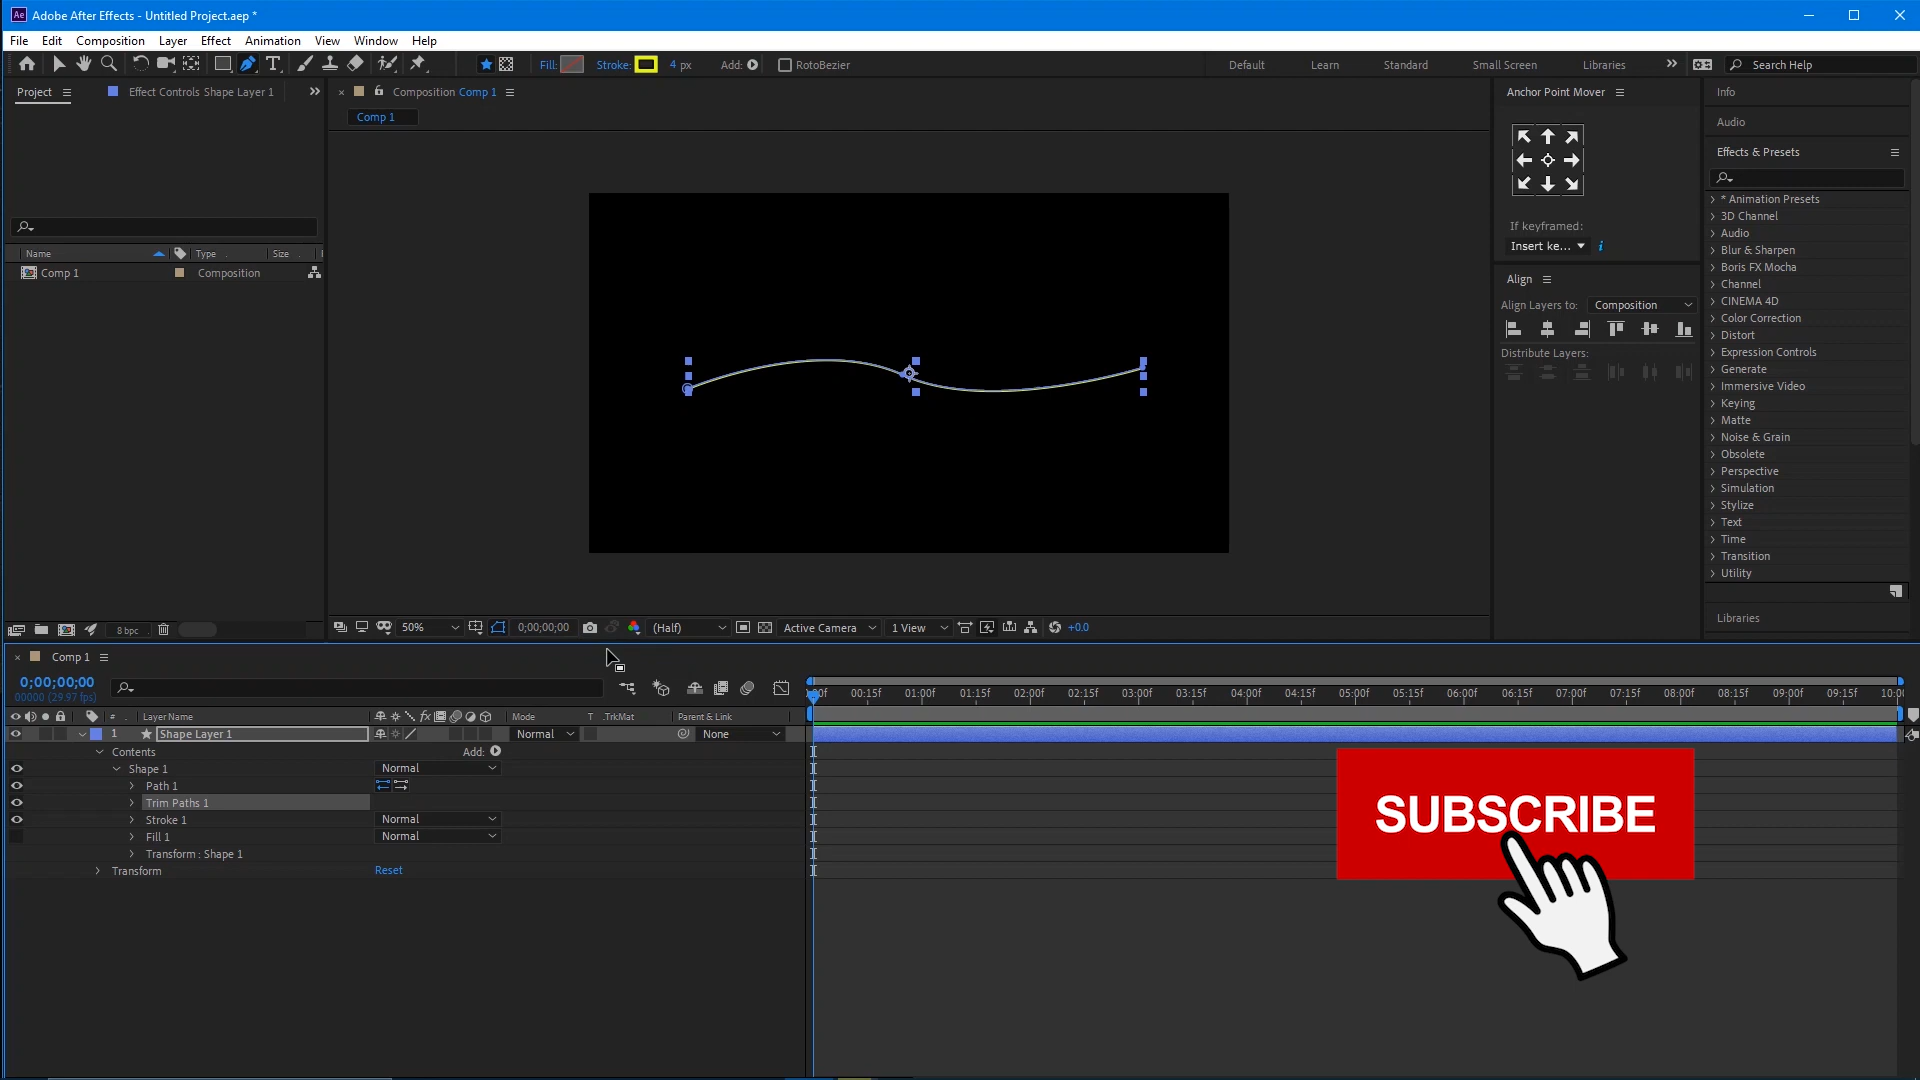 Ae Adobe After Effects - Untitled Project.aep *
File Edit Composition Layer Effect Animation View Window Help
Fill: Stroke: 4 px Add: RotoBezier Default Learn Standard Small Screen Libraries Search Help
Project Effect Controls Shape Layer 1
Composition Comp 1
Comp 1
Name Type Size
Comp 1 Composition
8 bpc
50% 0;00;00;00 (Half) Active Camera 1 View +0.0
Anchor Point Mover
If keyframed:
Insert ke...
Align
Align Layers to: Composition
Distribute Layers:
Info
Audio
Effects & Presets
* Animation Presets
3D Channel
Audio
Blur & Sharpen
Boris FX Mocha
Channel
CINEMA 4D
Color Correction
Distort
Expression Controls
Generate
Immersive Video
Keying
Matte
Noise & Grain
Obsolete
Perspective
Simulation
Stylize
Text
Time
Transition
Utility
Libraries
Comp 1
0;00;00;00
00000 (29.97 fps)
:00f 00:15f 01:00f 01:15f 02:00f 02:15f 03:00f 03:15f 04:00f 04:15f 05:00f 05:15f 06:00f 06:15f 07:00f 07:15f 08:00f 08:15f 09:00f 09:15f 10:0
# Layer Name Mode T .TrkMat Parent & Link
1 Shape Layer 1 Normal None
Contents Add:
Shape 1 Normal
Path 1
Trim Paths 1
Stroke 1 Normal
Fill 1 Normal
Transform : Shape 1
Transform Reset
SUBSCRIBE